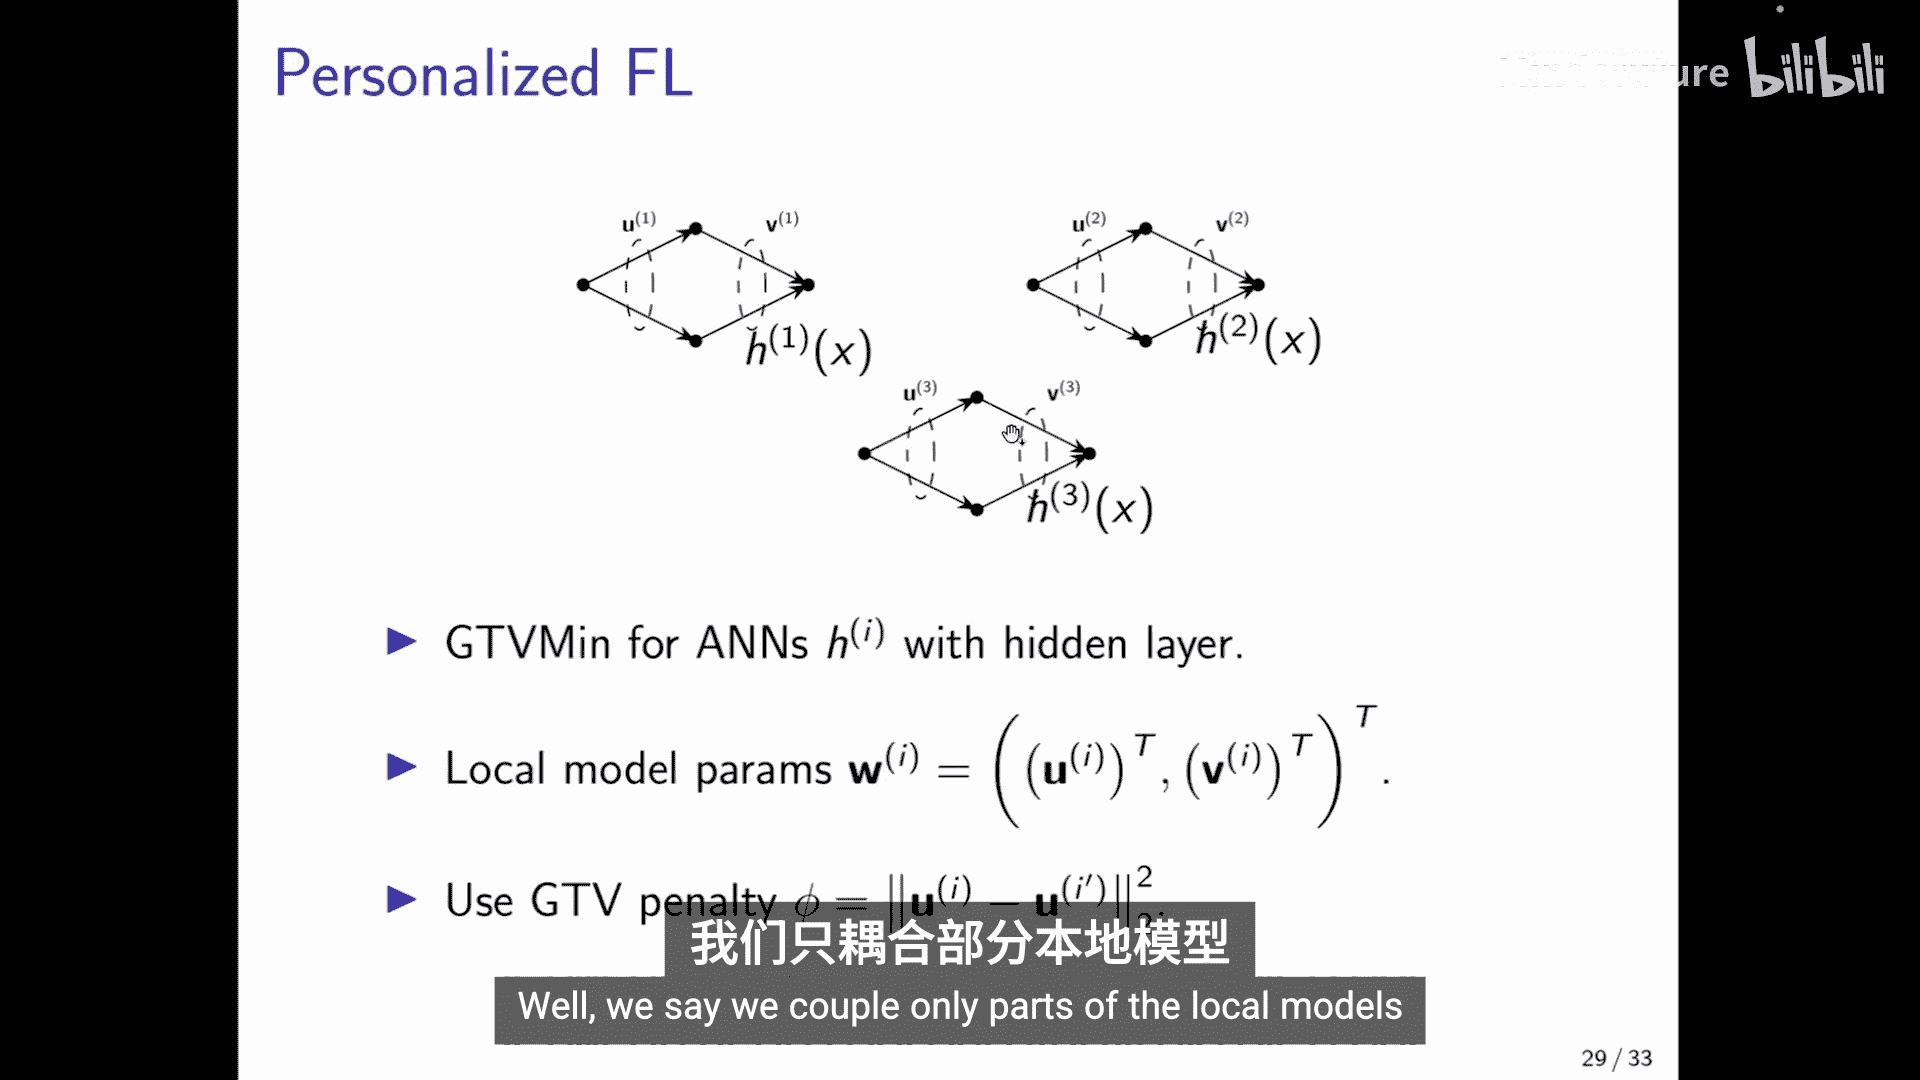 Personalized FL
bilibili
u^(1) v^(1)
u^(2) v^(2)
h^(1)(x)
h^(2)(x)
u^(3) v^(3)
h^(3)(x)
GTVMin for ANNs h^(i) with hidden layer.
Local model params w^(i) = ((u^(i))^T, (v^(i))^T)^T.
Use GTV penalty ϕ = ‖u^(i) − u^(i′)‖_2^2.
我们只耦合部分本地模型
Well, we say we couple only parts of the local models
29 / 33